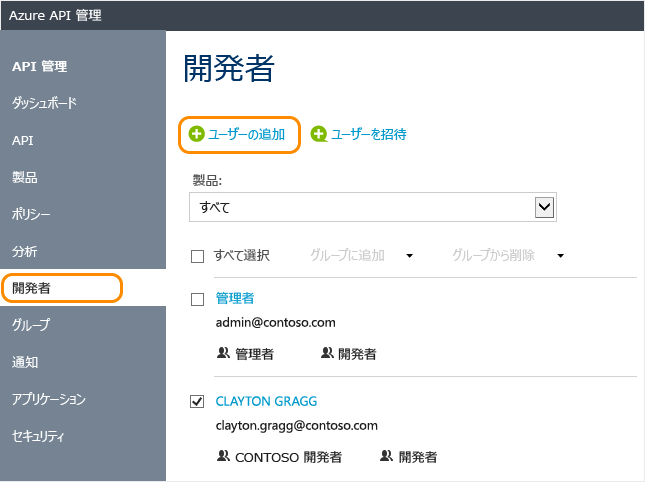 Azure API 管理
API 管理
ダッシュボード
API
製品
ポリシー
分析
開発者
グループ
通知
アプリケーション
セキュリティ
開発者
ユーザーの追加 ユーザーを招待
製品:
すべて
すべて選択 グループに追加 グループから削除
管理者
admin@contoso.com
管理者 開発者
CLAYTON GRAGG
clayton.gragg@contoso.com
CONTOSO 開発者 開発者